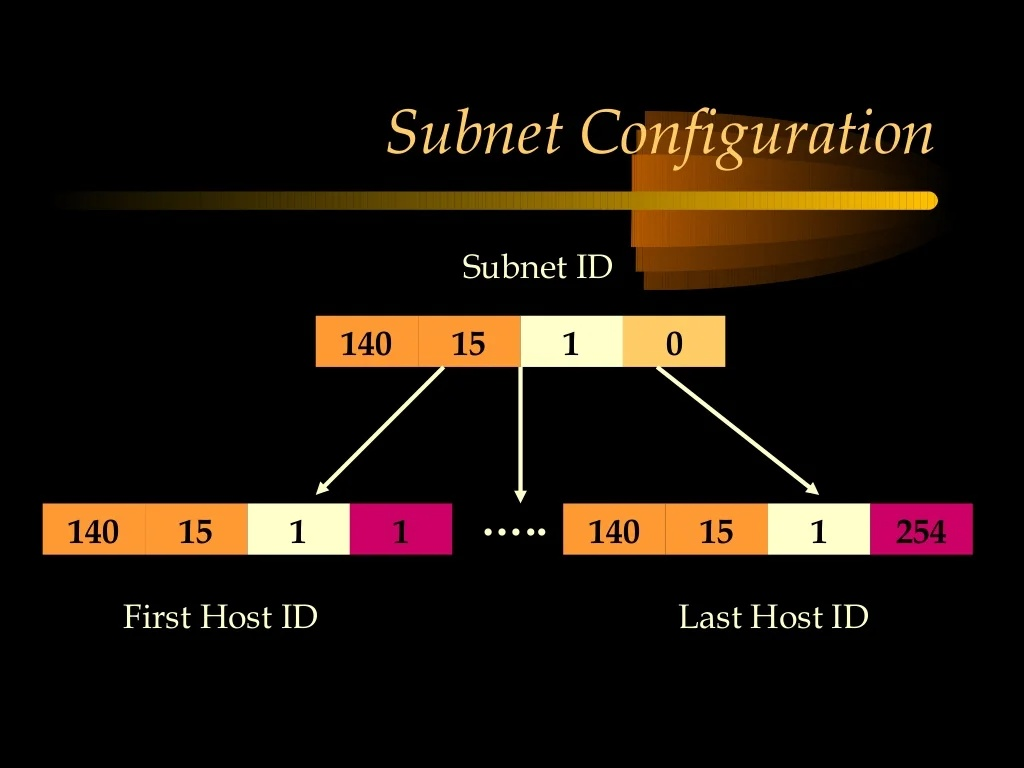 Subnet Configuration
Subnet ID
140 15 1 0
140 15 1 1 ..... 140 15 1 254
First Host ID Last Host ID